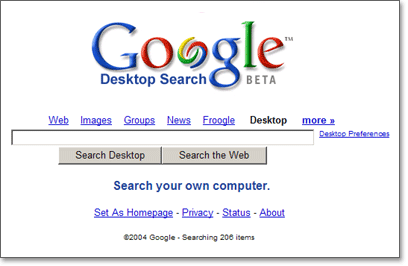 Google™
Desktop Search BETA
Web Images Groups News Froogle Desktop more »
Desktop Preferences
Search Desktop Search the Web
Search your own computer.
Set As Homepage - Privacy - Status - About
©2004 Google - Searching 206 items